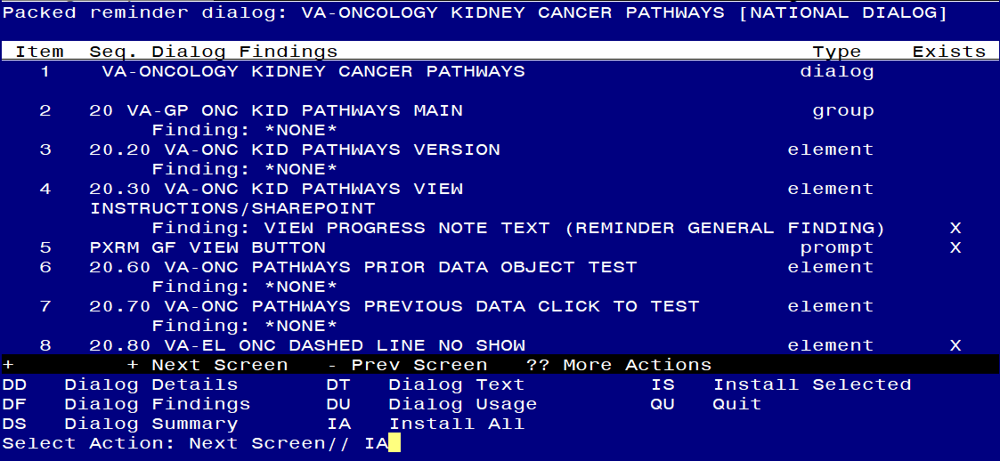 Packed reminder dialog: VA-ONCOLOGY KIDNEY CANCER PATHWAYS [NATIONAL DIALOG]
Item  Seq. Dialog Findings  Type  Exists
1  VA-ONCOLOGY KIDNEY CANCER PATHWAYS  dialog
2  20 VA-GP ONC KID PATHWAYS MAIN  group
Finding: *NONE*
3  20.20 VA-ONC KID PATHWAYS VERSION  element
Finding: *NONE*
4  20.30 VA-ONC KID PATHWAYS VIEW  element
INSTRUCTIONS/SHAREPOINT
Finding: VIEW PROGRESS NOTE TEXT (REMINDER GENERAL FINDING)  X
5  PXRM GF VIEW BUTTON  prompt  X
6  20.60 VA-ONC PATHWAYS PRIOR DATA OBJECT TEST  element
Finding: *NONE*
7  20.70 VA-ONC PATHWAYS PREVIOUS DATA CLICK TO TEST  element
Finding: *NONE*
8  20.80 VA-EL ONC DASHED LINE NO SHOW  element  X
+  + Next Screen  - Prev Screen  ?? More Actions
DD  Dialog Details  DT  Dialog Text  IS  Install Selected
DF  Dialog Findings  DU  Dialog Usage  QU  Quit
DS  Dialog Summary  IA  Install All
Select Action: Next Screen// IA